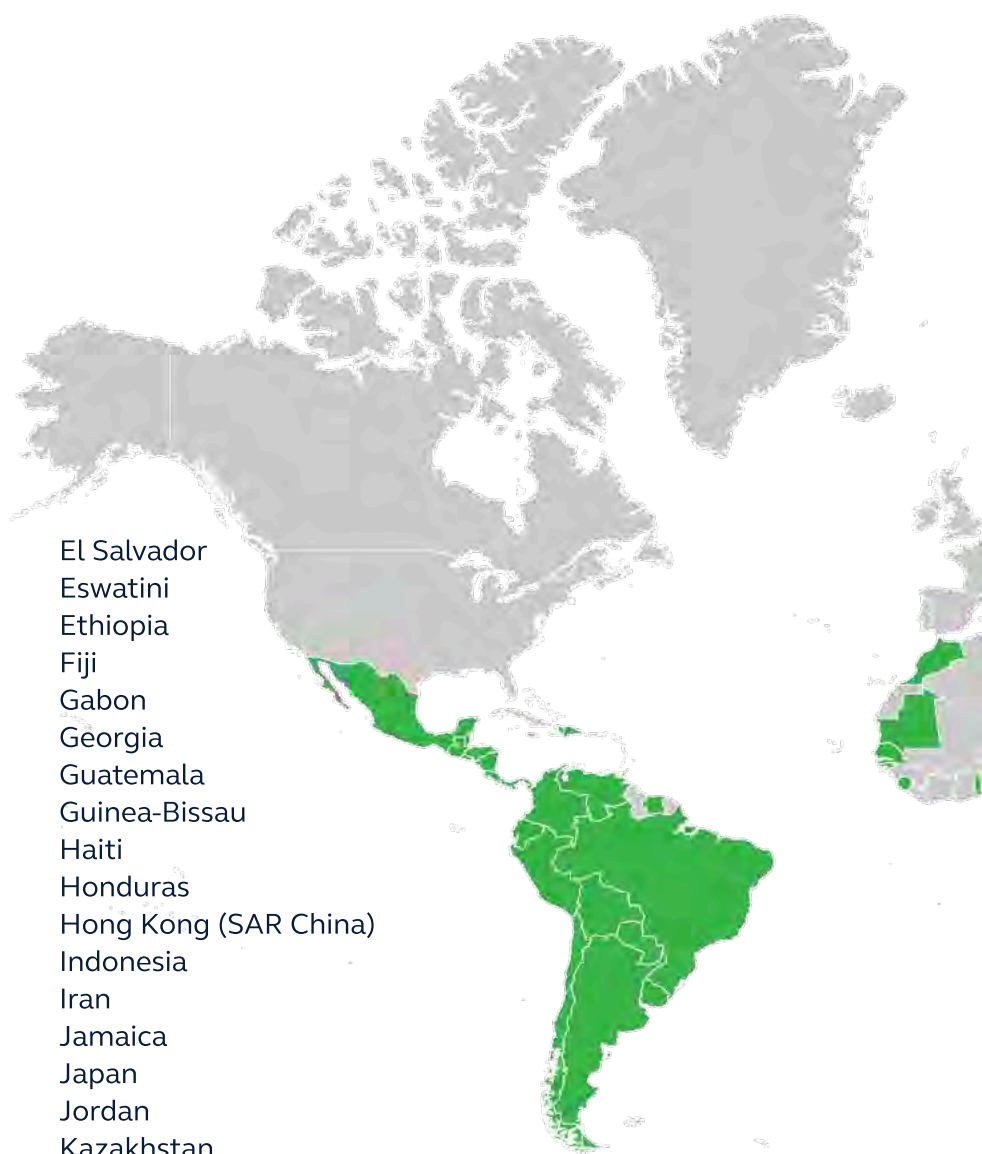 El Salvador
Eswatini
Ethiopia
Fiji
Gabon
Georgia
Guatemala
Guinea-Bissau
Haiti
Honduras
Hong Kong (SAR China)
Indonesia
Iran
Jamaica
Japan
Jordan
Kazakhstan